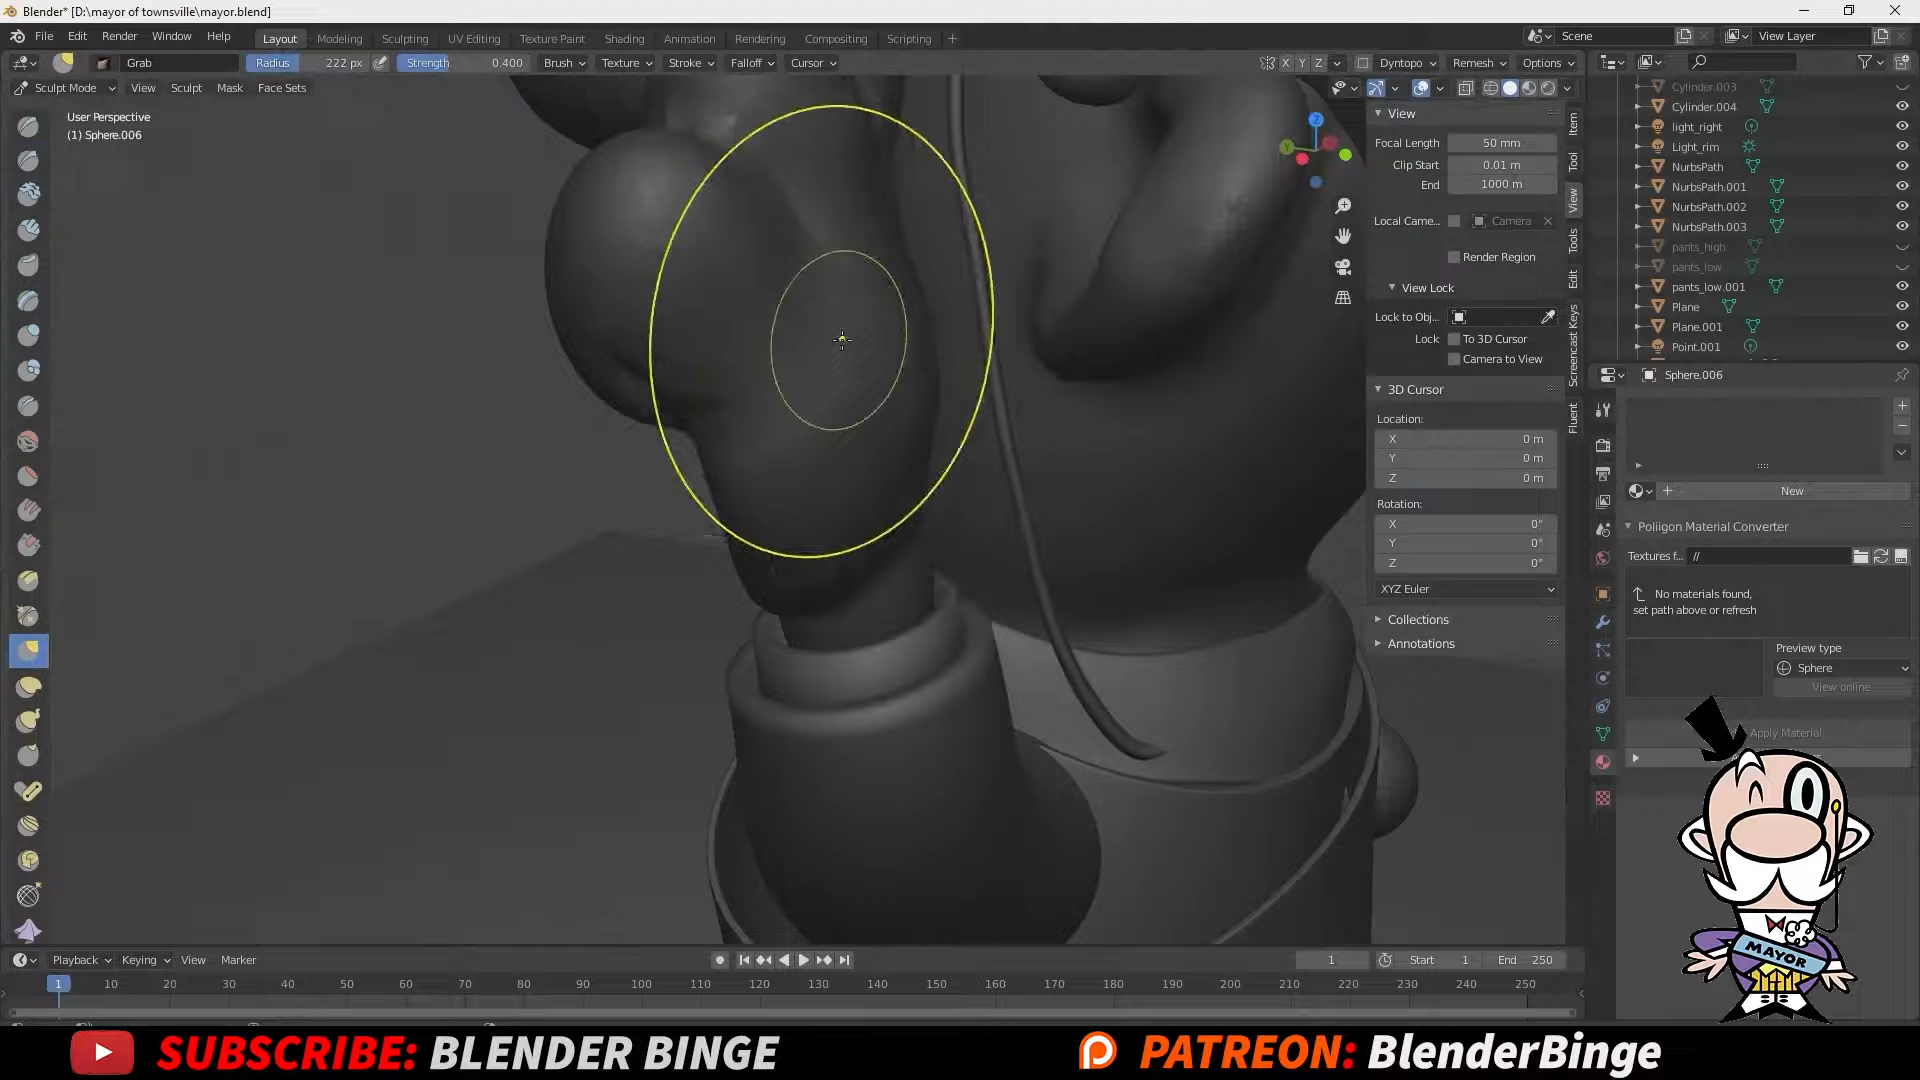 Blender* [D:\mayor of townsville\mayor.blend]
File Edit Render Window Help Layout Modeling Sculpting UV Editing Texture Paint Shading Animation Rendering Compositing Scripting + Scene View Layer
Grab Radius 222 px Strength 0.400 Brush Texture Stroke Falloff Cursor X Y Z Dyntopo Remesh Options
Sculpt Mode View Sculpt Mask Face Sets
User Perspective
(1) Sphere.006
Z
Y
View
Focal Length 50 mm
Clip Start 0.01 m
End 1000 m
Local Came... Camera
Render Region
View Lock
Lock to Obj...
Lock To 3D Cursor
Camera to View
3D Cursor
Location:
X 0 m
Y 0 m
Z 0 m
Rotation:
X 0°
Y 0°
Z 0°
XYZ Euler
Collections
Annotations
Item
Tool
View
Tools
Edit
Screencast Keys
Fluent
Cylinder.003
Cylinder.004
light_right
Light_rim
NurbsPath
NurbsPath.001
NurbsPath.002
NurbsPath.003
pants_high
pants_low
pants_low.001
Plane
Plane.001
Point.001
Sphere.006
New
Poliigon Material Converter
Textures f... //
No materials found,
set path above or refresh
Preview type
Sphere
View online
Apply Material
MAYOR
Playback Keying View Marker 1 Start 1 End 250
1 10 20 30 40 50 60 70 80 90 100 110 120 130 140 150 160 170 180 190 200 210 220 230 240 250
SUBSCRIBE: BLENDER BINGE PATREON: BlenderBinge